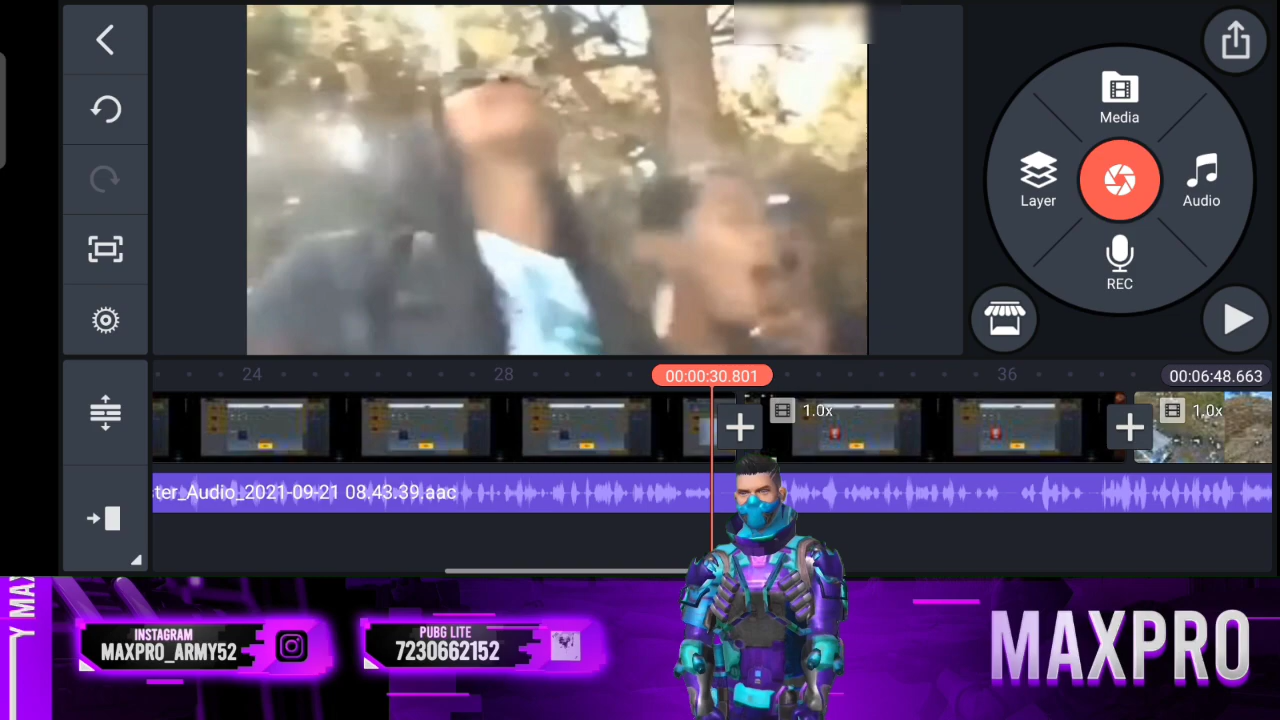 Media
Layer
Audio
REC
24
28
00:00:30.801
36
00:06:48.663
1.0x
1.0x
ter_Audio_2021-09-21 08.43.39.aac
Y MAX
INSTAGRAM
MAXPRO_ARMY52
PUBG LITE
7230662152
MAXPRO